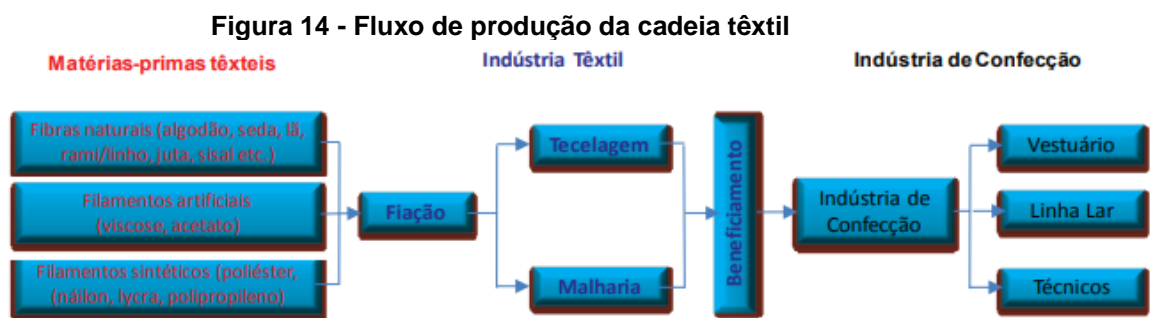 Figura 14 - Fluxo de produção da cadeia têxtil
Matérias-primas têxteis
Indústria Têxtil
Indústria de Confecção
Fibras naturais (algodão, seda, lã,
rami/linho, juta, sisal etc.)
Filamentos artificiais
(viscose, acetato)
Filamentos sintéticos (poliéster,
(náilon, lycra, polipropileno)
Fiação
Tecelagem
Malharia
Beneficiamento
Indústria de
Confecção
Vestuário
Linha Lar
Técnicos